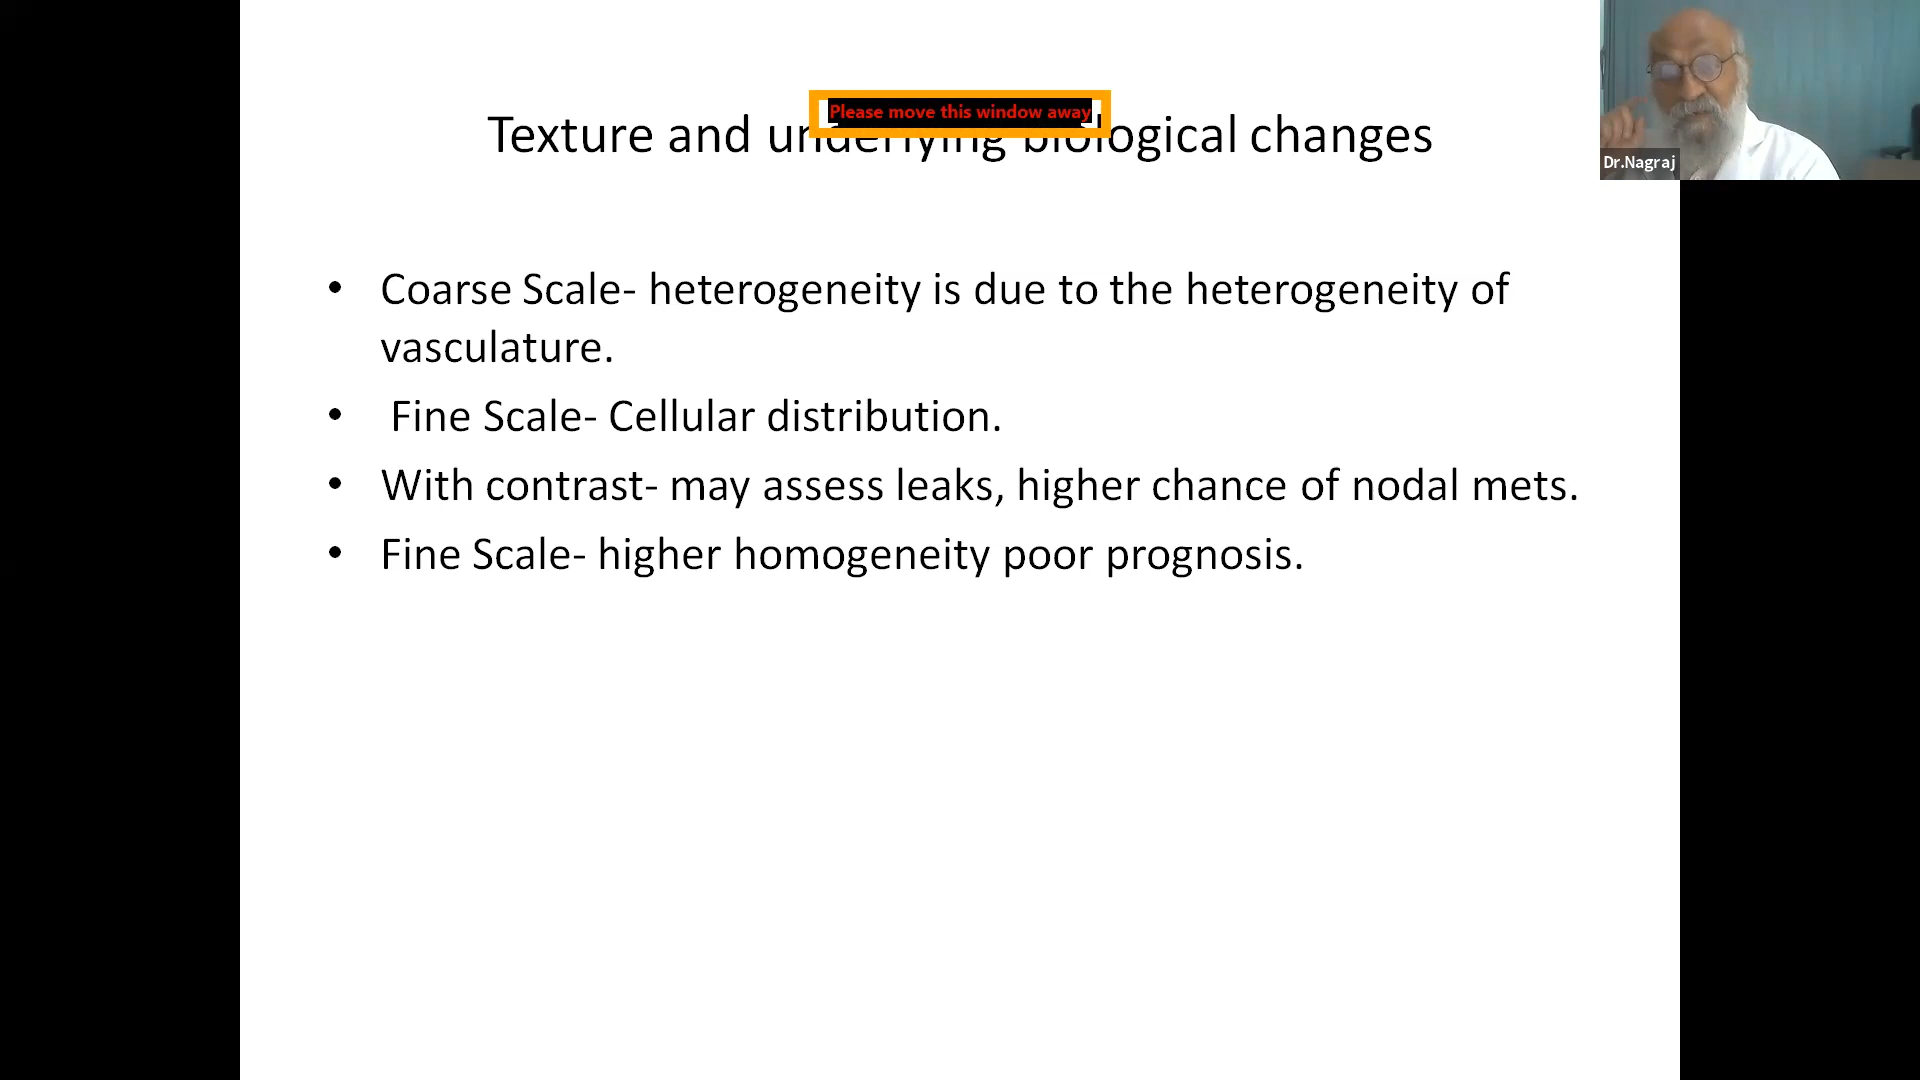 Please move this window away
Texture and underlying biological changes
Dr.Nagraj
• Coarse Scale- heterogeneity is due to the heterogeneity of
vasculature.
• Fine Scale- Cellular distribution.
• With contrast- may assess leaks, higher chance of nodal mets.
• Fine Scale- higher homogeneity poor prognosis.